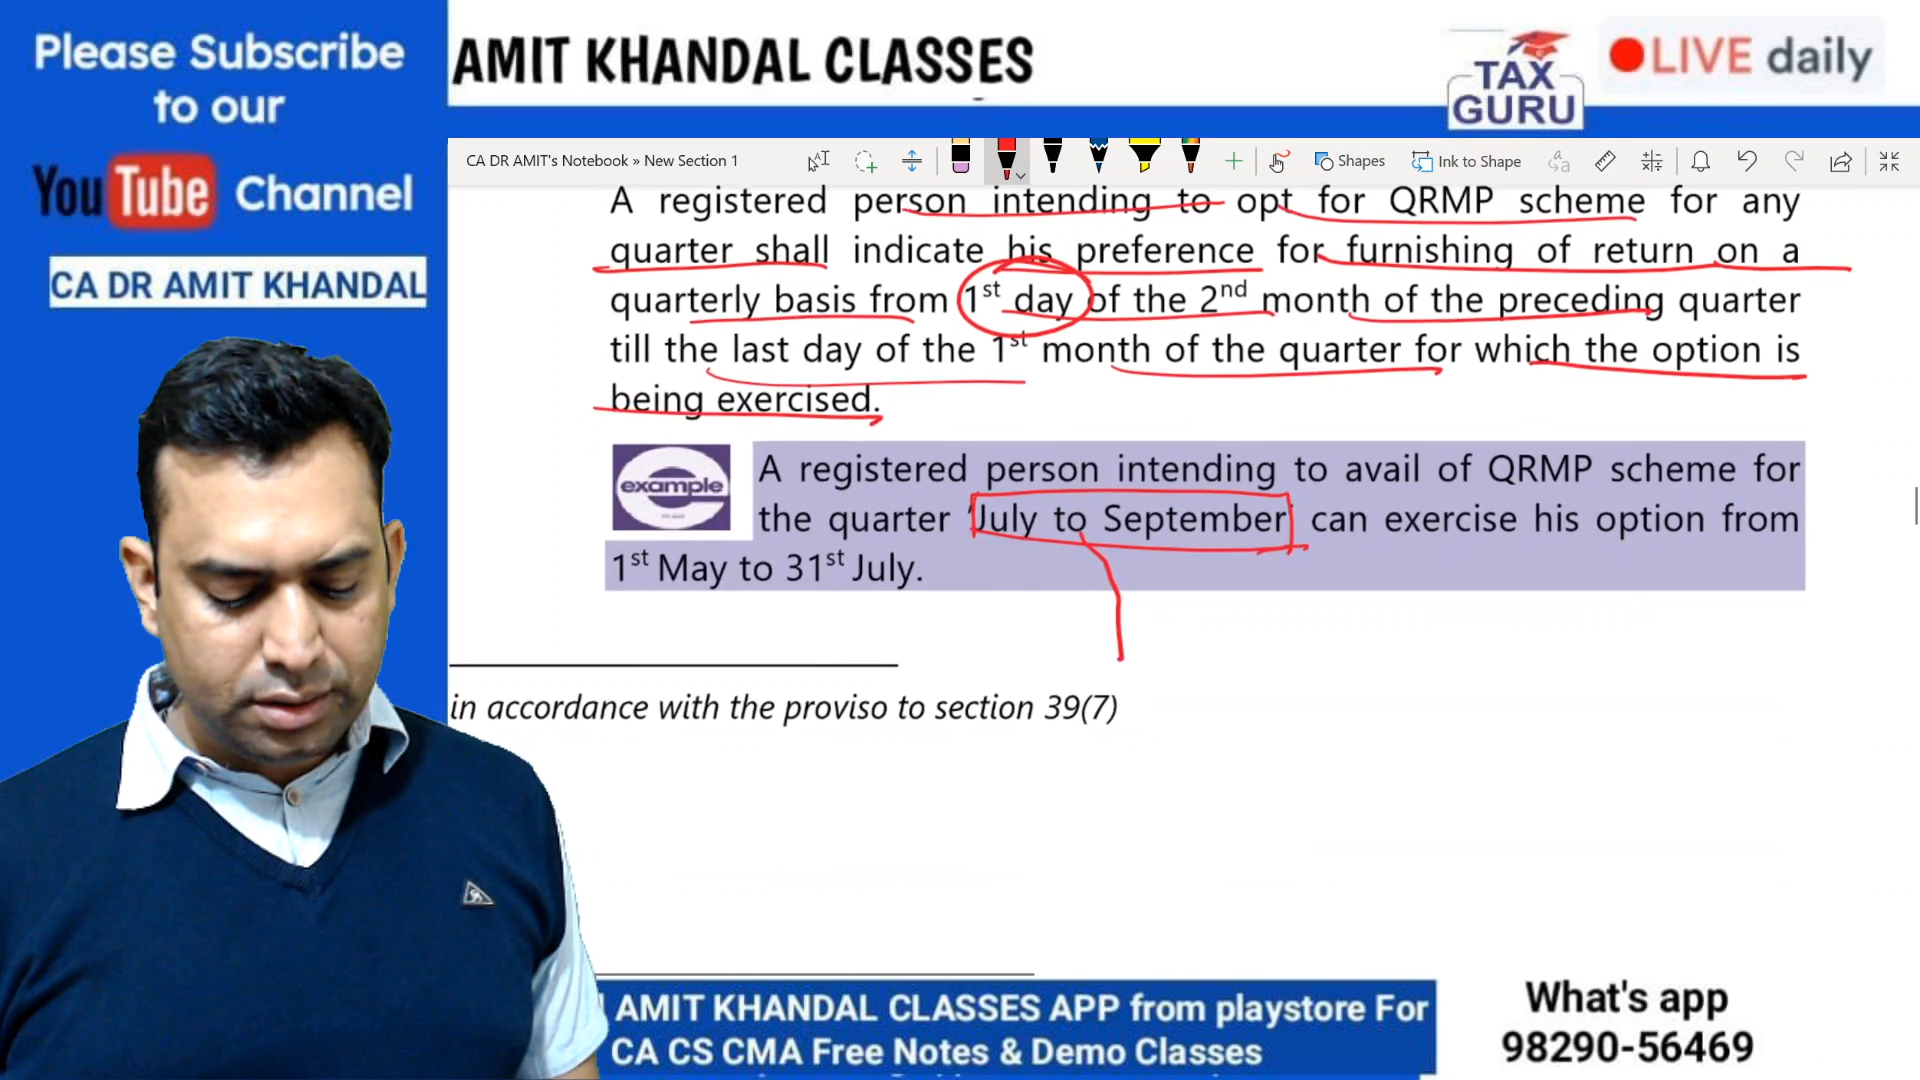 Please Subscribe
to our
YouTube Channel
CA DR AMIT KHANDAL
AMIT KHANDAL CLASSES
TAX
GURU
LIVE daily
CA DR AMIT's Notebook » New Section 1
Shapes
Ink to Shape
A registered person intending to opt for QRMP scheme for any
quarter shall indicate his preference for furnishing of return on a
quarterly basis from 1st day of the 2nd month of the preceding quarter
till the last day of the 1st month of the quarter for which the option is
being exercised.
example
A registered person intending to avail of QRMP scheme for
the quarter 'July to September' can exercise his option from
1st May to 31st July.
in accordance with the proviso to section 39(7)
AMIT KHANDAL CLASSES APP from playstore For
CA CS CMA Free Notes & Demo Classes
What's app
98290-56469